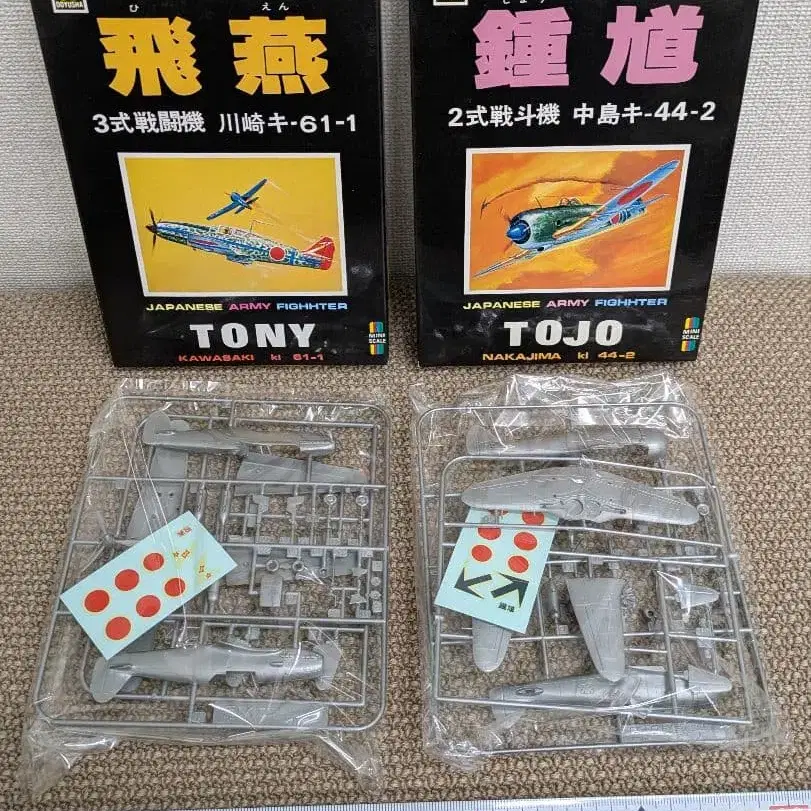 DOYUSHA
ひ えん
飛燕
3式戦闘機 川崎キ-61-1
JAPANESE ARMY FIGHHTER
TONY
KAWASAKI ki 61-1
MINI
SCALE
鍾馗
2式戦斗機 中島キ-44-2
JAPANESE ARMY FIGHHTER
TOJO
NAKAJIMA ki 44-2
MINI
SCALE
鍾馗